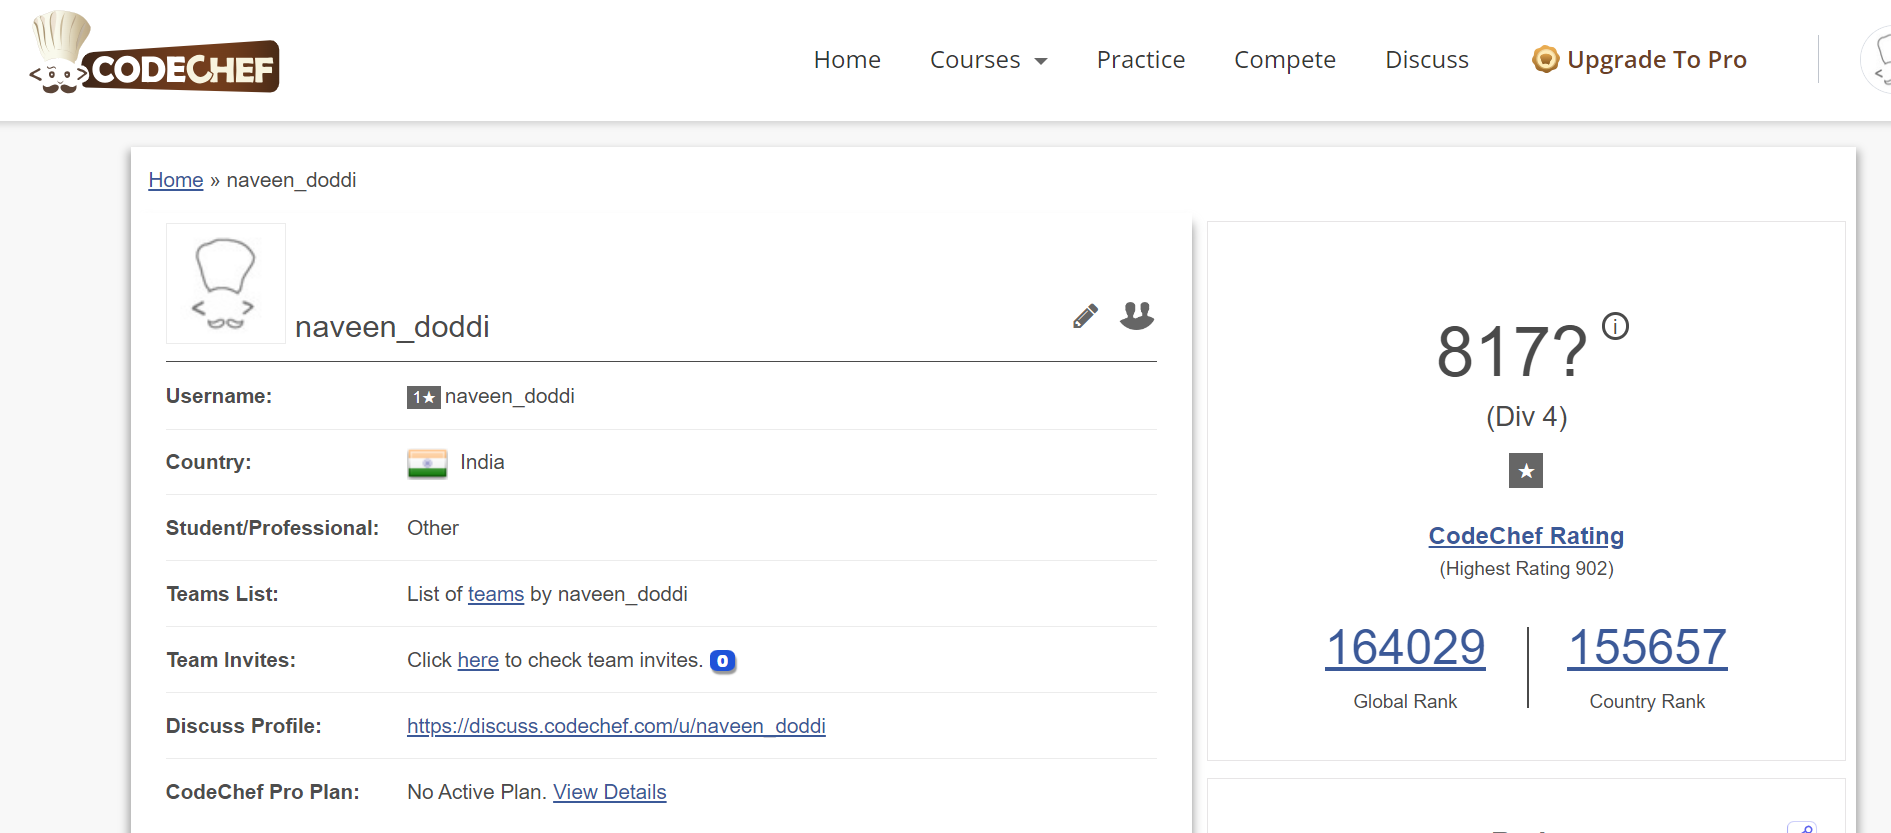 CODECHEF
Home Courses Practice Compete Discuss Upgrade To Pro
Home » naveen_doddi
naveen_doddi
Username: 1★ naveen_doddi
Country: India
Student/Professional: Other
Teams List: List of teams by naveen_doddi
Team Invites: Click here to check team invites. 0
Discuss Profile: https://discuss.codechef.com/u/naveen_doddi
CodeChef Pro Plan: No Active Plan. View Details
817? i
(Div 4)
★
CodeChef Rating
(Highest Rating 902)
164029 155657
Global Rank Country Rank